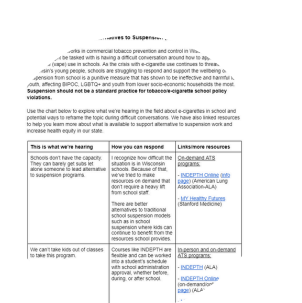 atives to Suspension
works in commercial tobacco prevention and control in
be tasked with having a difficult conversation around how to
(vape) use in schools. As the crisis with e-cigarette use continues to
young people, schools are struggling to respond and support the wellbeing
suspension from school is a punitive measure that has shown to be ineffective and harmful
youth, affecting BIPOC, LGBTQ+ and youth from lower socio-economic households the most.
Suspension should not be a standard practice for tobacco/e-cigarette school policy
violations.
Use the chart below to explore what we're hearing in the field about e-cigarettes in school and
potential ways to reframe the topic during difficult conversations. We have also linked resources
to help you learn more about what is available to support alternative to suspension work and
increase health equity in our state.
This is what we're hearing
How you can respond
Links/more resources
Schools don't have the capacity.
They can barely get subs let
alone someone to lead alternative
to suspension programs.
I recognize how difficult the
situation is in Wisconsin
schools. Because of that,
we've tried to make
resources on demand that
don't require a heavy lift
from school staff.
There are better
alternatives to traditional
school suspension models
such as in school
suspension where kids can
continue to benefit from the
resources school provides.
On-demand ATS
programs:
- INDEPTH Online (info
page) (American Lung
Association-ALA)
- MY Healthy Futures
(Stanford Medicine)
We can't take kids out of classes
to take this program.
Courses like INDEPTH are
flexible and can be worked
into a student's schedule
with school administration
approval, whether before,
during, or after school.
In-person and on-demand
ATS programs:
- INDEPTH (ALA)
- INDEPTH Online
(on-demand/
page) (ALA